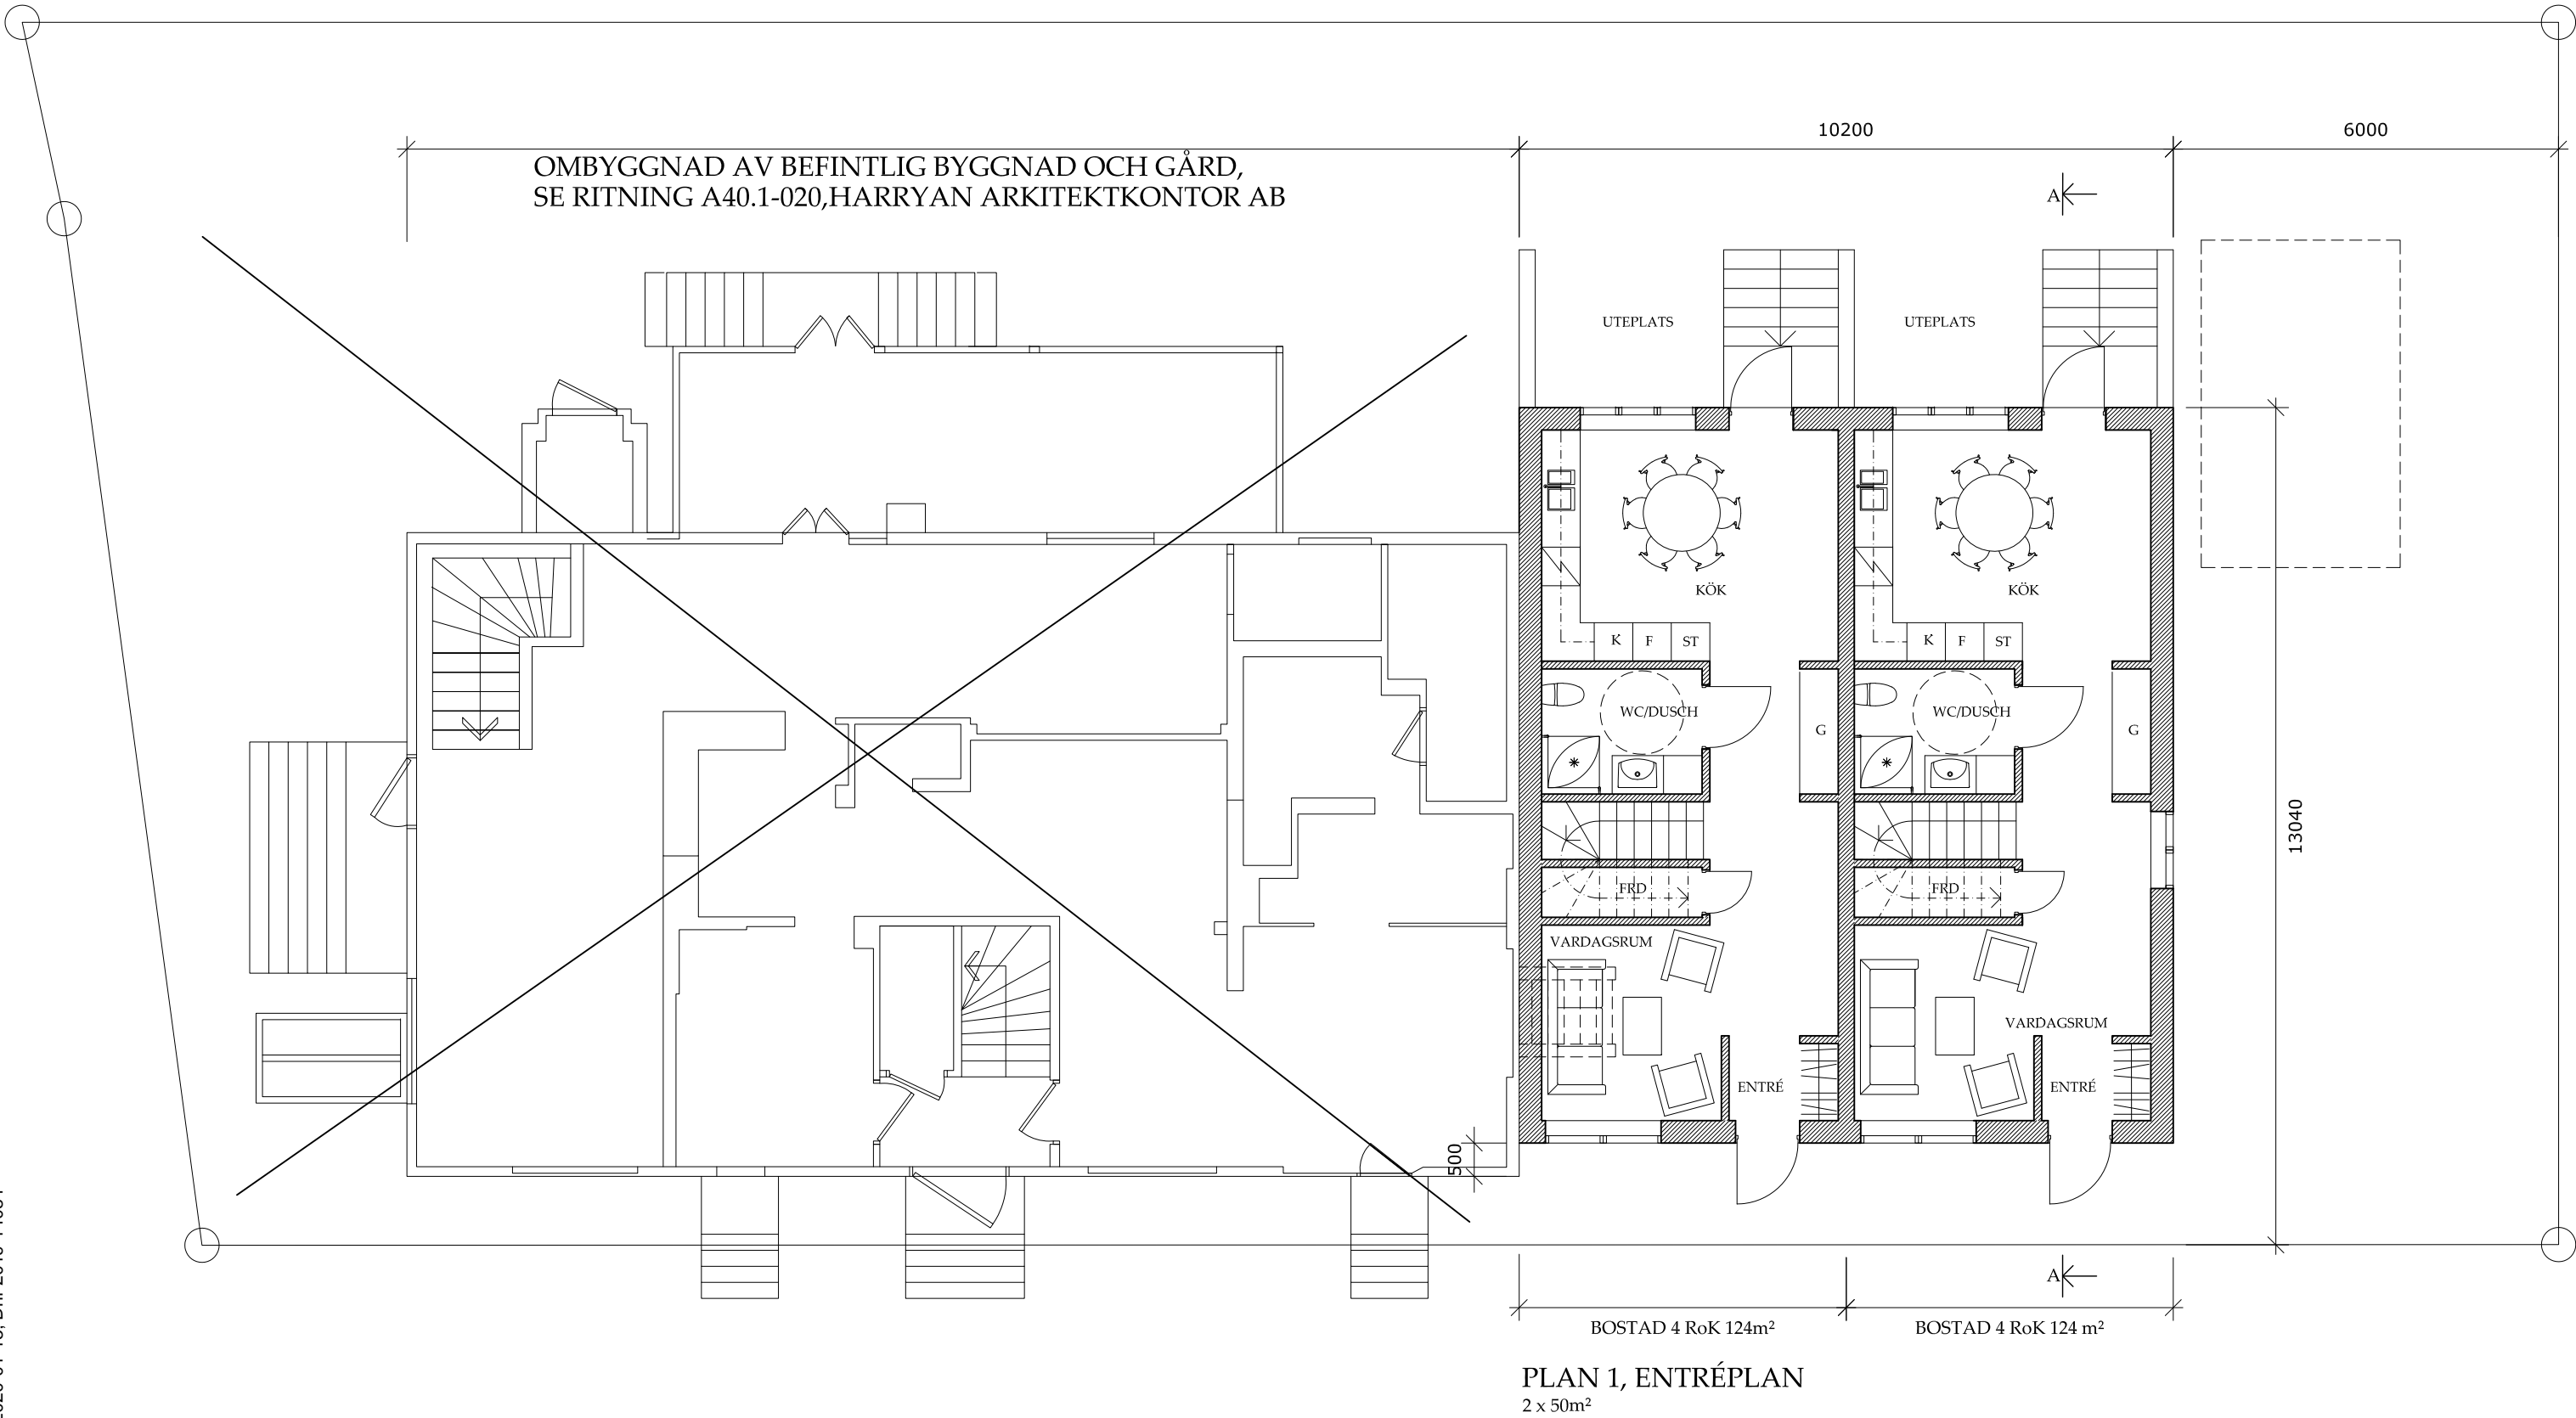 10200
6000
OMBYGGNAD AV BEFINTLIG BYGGNAD OCH GÅRD,
SE RITNING A40.1-020,HARRYAN ARKITEKTKONTOR AB
A
UTEPLATS
UTEPLATS
KÖK
KÖK
K
F
ST
K
F
ST
WC/DUSCH
G
WC/DUSCH
G
13040
FRD
FRD
VARDAGSRUM
VARDAGSRUM
ENTRÉ
ENTRÉ
500
A
BOSTAD 4 RoK 124m²
BOSTAD 4 RoK 124 m²
PLAN 1, ENTRÉPLAN
2 x 50m²